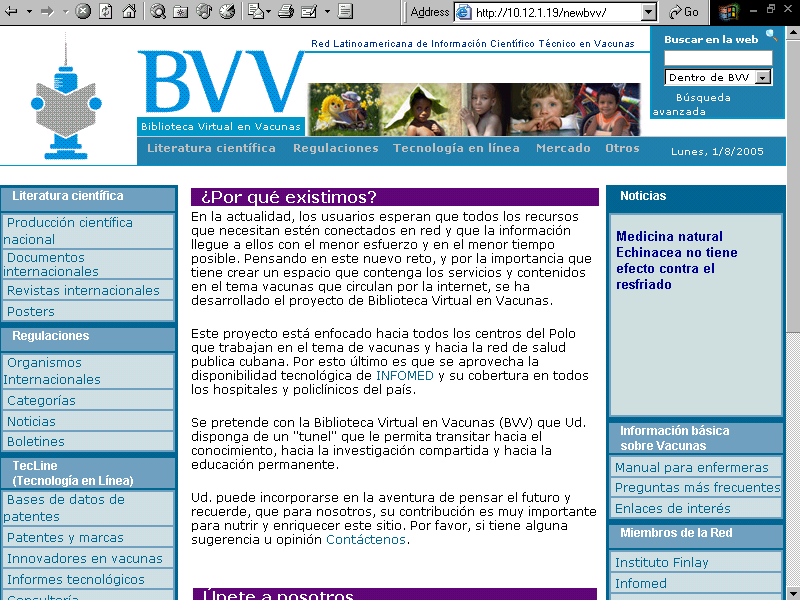 Address http://10.12.1.19/newbvv/ Go
Red Latinoamericana de Información Científico Técnico en Vacunas
Buscar en la web
BVV
Dentro de BVV
Búsqueda
avanzada
Biblioteca Virtual en Vacunas
Literatura científica Regulaciones Tecnología en línea Mercado Otros
Lunes, 1/8/2005
Literatura científica
Producción científica
nacional
Documentos
internacionales
Revistas internacionales
Posters
Regulaciones
Organismos
Internacionales
Categorías
Noticias
Boletines
TecLine
(Tecnología en Línea)
Bases de datos de
patentes
Patentes y marcas
Innovadores en vacunas
Informes tecnológicos
Consultoría
¿Por qué existimos?
En la actualidad, los usuarios esperan que todos los recursos
que necesitan estén conectados en red y que la información
llegue a ellos con el menor esfuerzo y en el menor tiempo
posible. Pensando en este nuevo reto, y por la importancia que
tiene crear un espacio que contenga los servicios y contenidos
en el tema vacunas que circulan por la internet, se ha
desarrollado el proyecto de Biblioteca Virtual en Vacunas.
Este proyecto está enfocado hacia todos los centros del Polo
que trabajan en el tema de vacunas y hacia la red de salud
publica cubana. Por esto último es que se aprovecha la
disponibilidad tecnológica de INFOMED y su cobertura en todos
los hospitales y policlínicos del país.
Se pretende con la Biblioteca Virtual en Vacunas (BVV) que Ud.
disponga de un "tunel" que le permita transitar hacia el
conocimiento, hacia la investigación compartida y hacia la
educación permanente.
Ud. puede incorporarse en la aventura de pensar el futuro y
recuerde, que para nosotros, su contribución es muy importante
para nutrir y enriquecer este sitio. Por favor, si tiene alguna
sugerencia u opinión Contáctenos.
Únete a nosotros
Noticias
Medicina natural
Echinacea no tiene
efecto contra el
resfriado
Información básica
sobre Vacunas
Manual para enfermeras
Preguntas más frecuentes
Enlaces de interés
Miembros de la Red
Instituto Finlay
Infomed